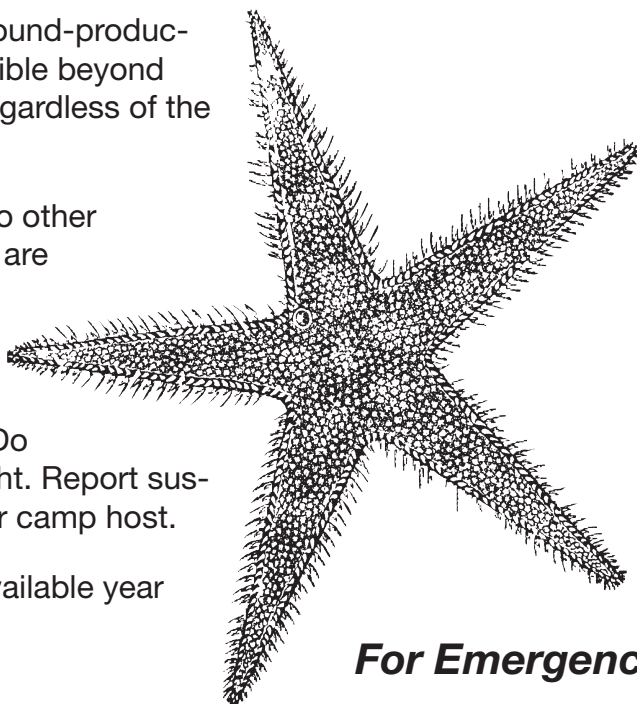 ound-produc-
ible beyond
gardless of the
o other
are
Do
ht. Report sus-
r camp host.
vailable year
For Emergenc